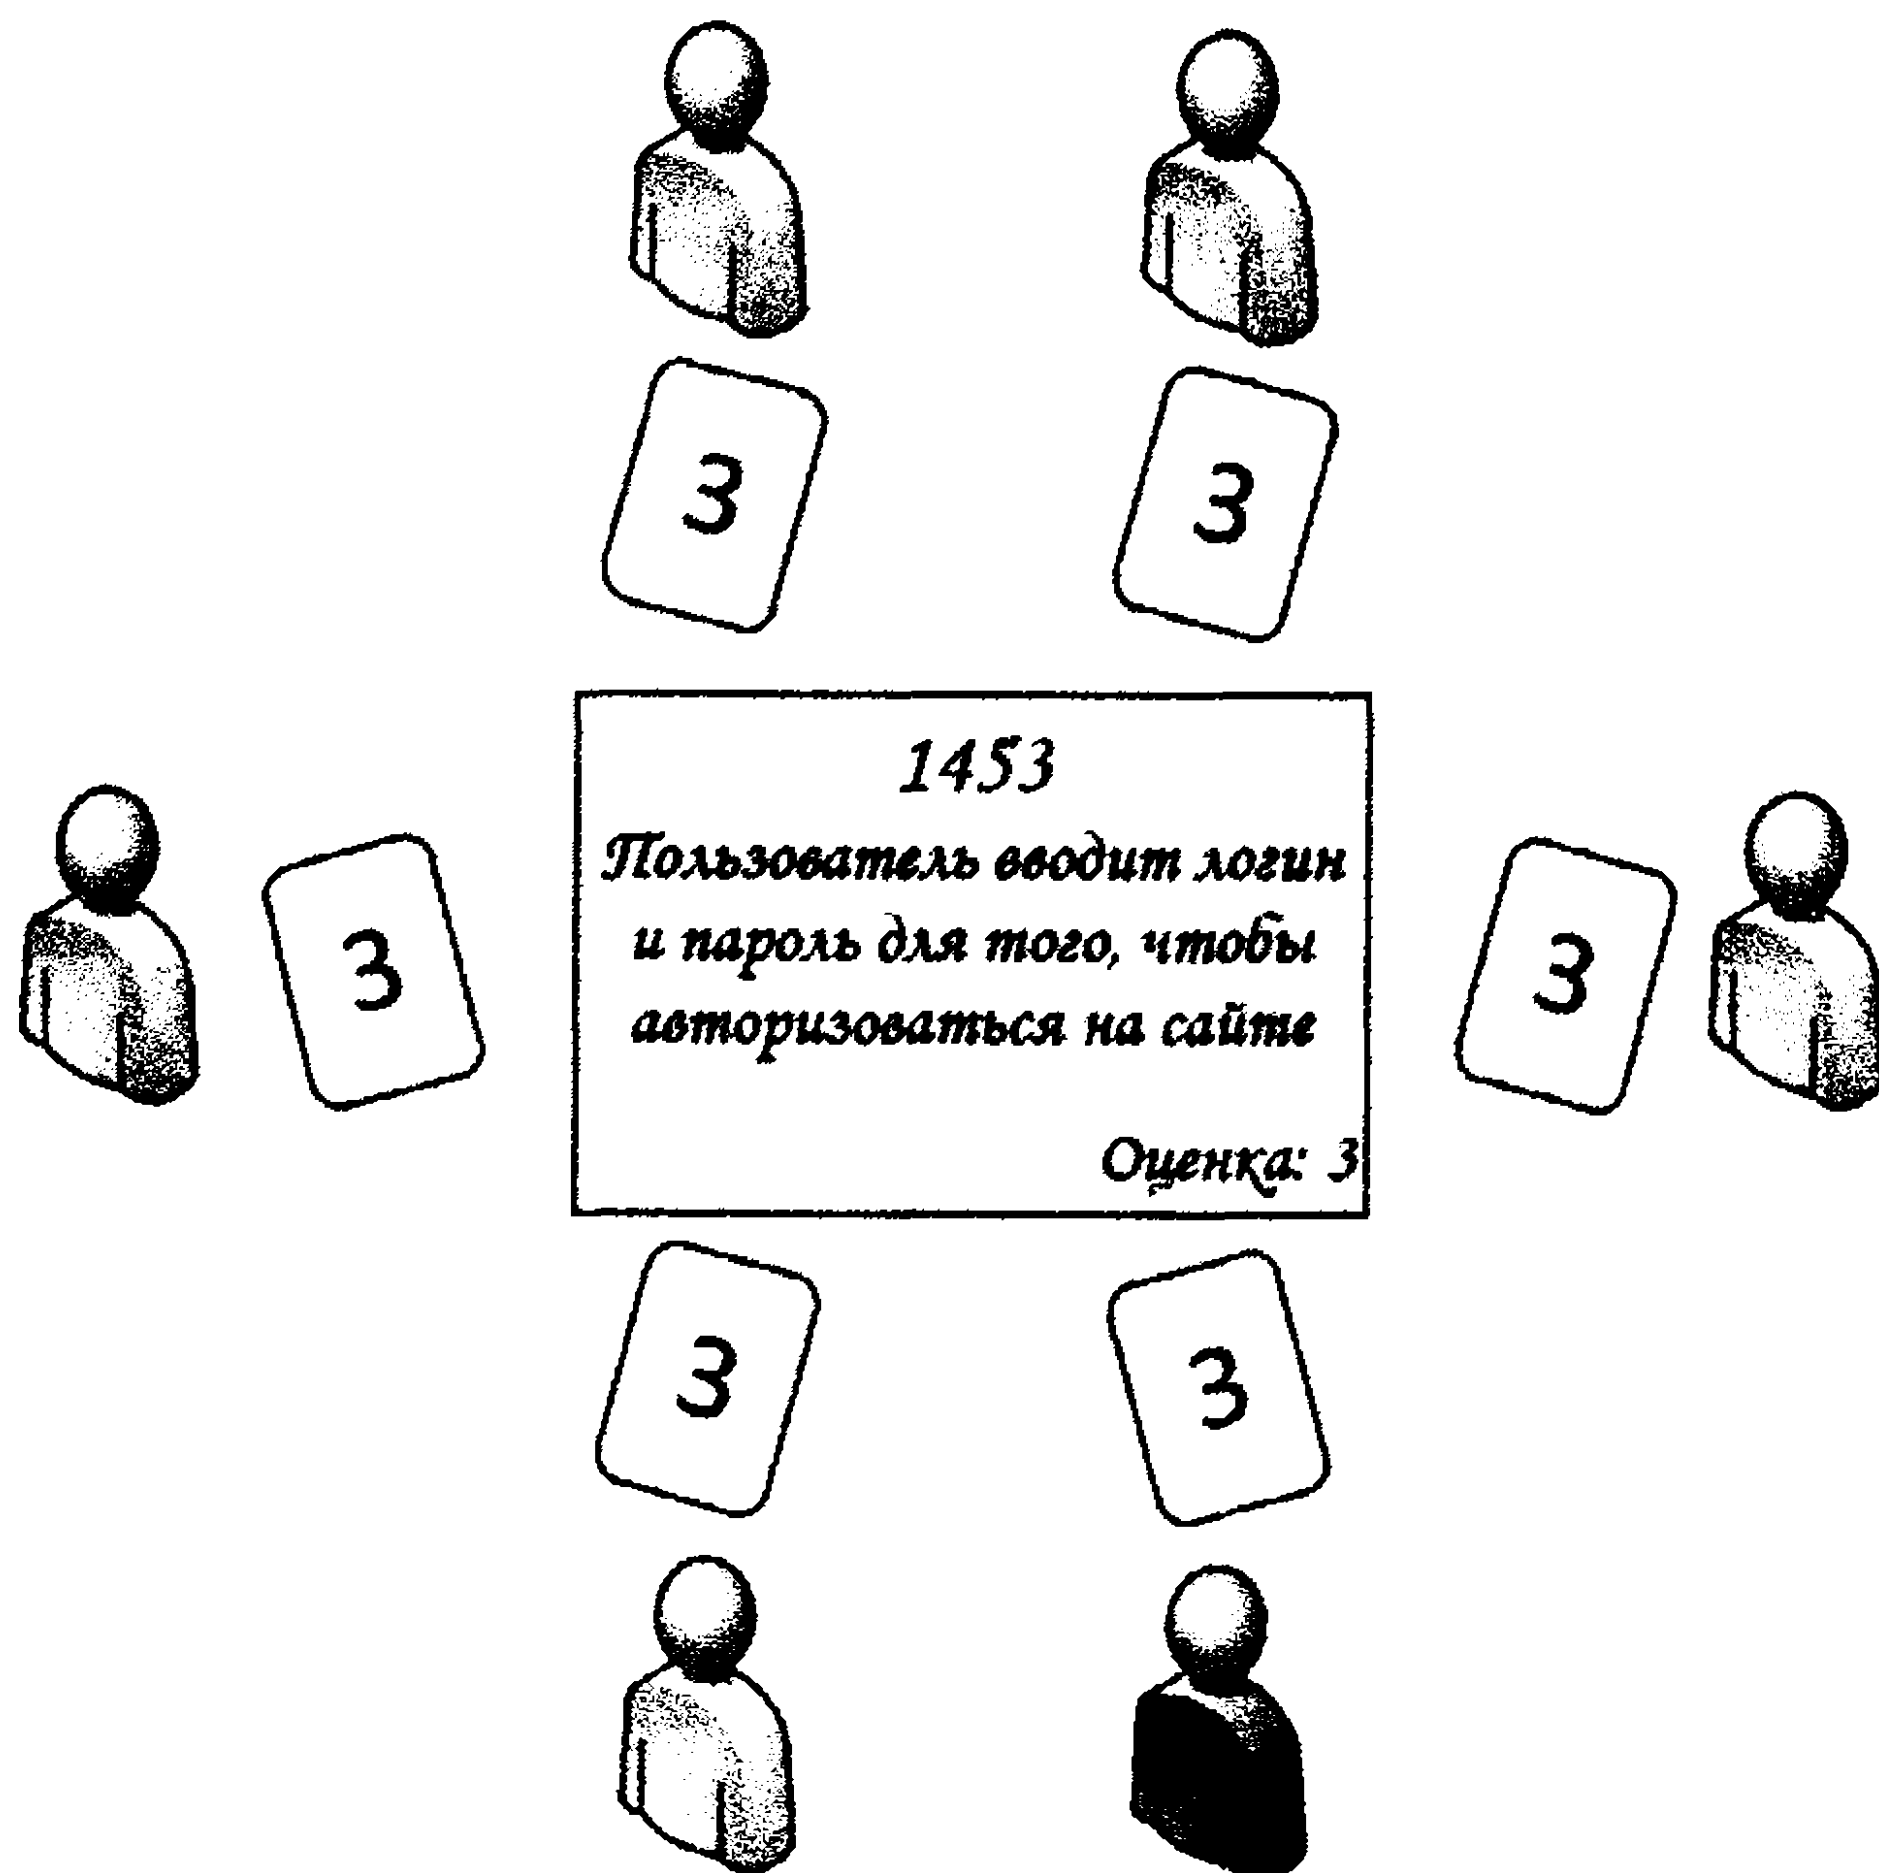 3
3
1453
Пользователь вводит логин
и пароль для того, чтобы
авторизоваться на сайте
Оценка: 3
3
3
3
3